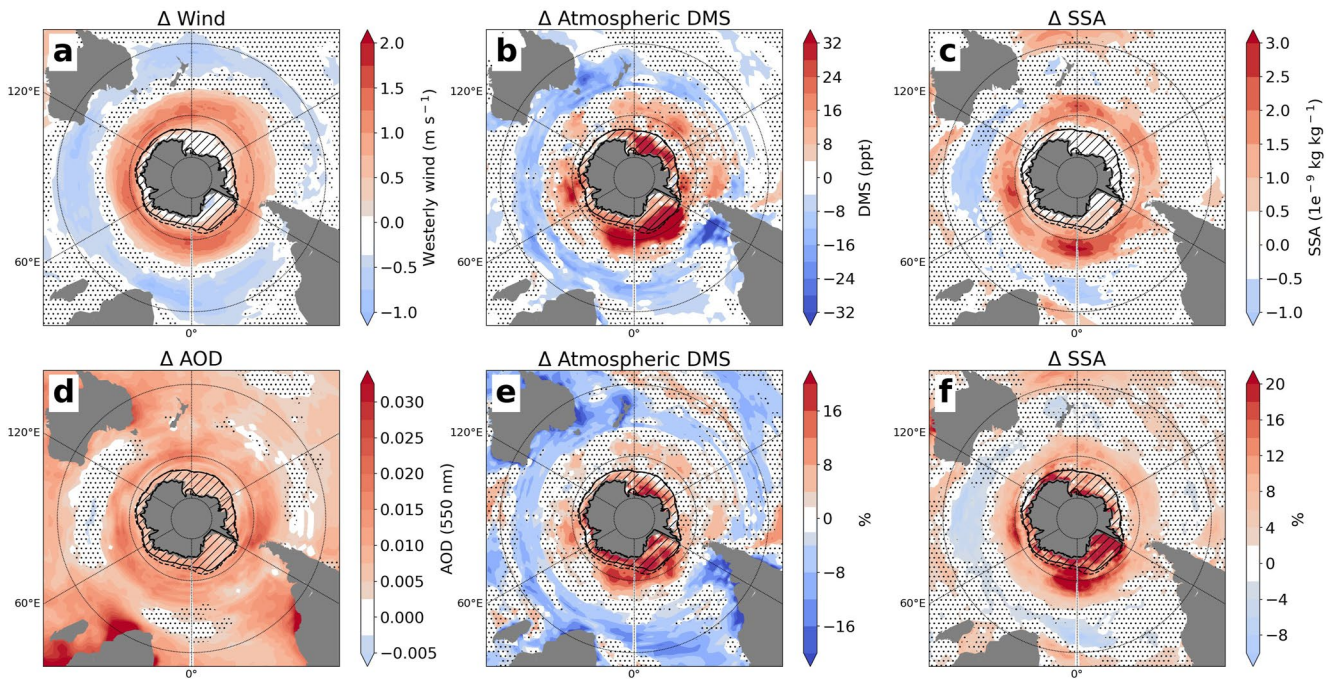 Δ Wind
a
120°E
60°E
0°
2.0
1.5
1.0
0.5
0.0
−0.5
−1.0
Westerly wind (m s⁻¹)
Δ Atmospheric DMS
b
0°
32
24
16
8
0
−8
−16
−24
−32
DMS (ppt)
Δ SSA
c
120°E
60°E
0°
3.0
2.5
2.0
1.5
1.0
0.5
0.0
−0.5
−1.0
SSA (1e⁻⁹ kg kg⁻¹)
Δ AOD
d
120°E
60°E
0°
0.030
0.025
0.020
0.015
0.010
0.005
0.000
−0.005
AOD (550 nm)
Δ Atmospheric DMS
e
120°E
60°E
0°
16
8
0
−8
−16
%
Δ SSA
f
120°E
60°E
0°
20
16
12
8
4
0
−4
−8
%